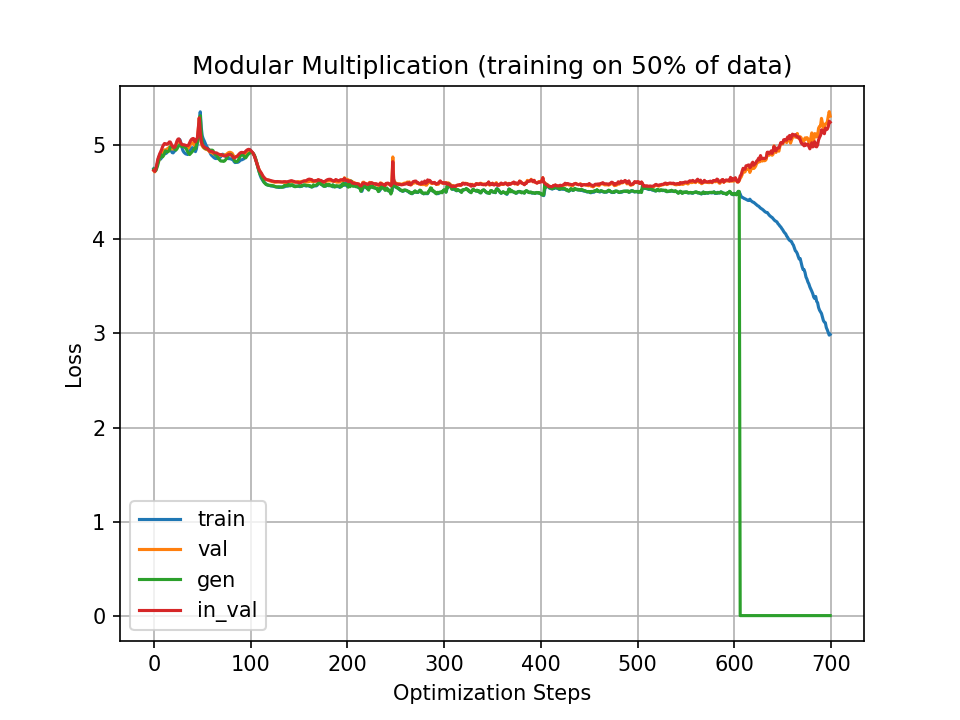 Modular Multiplication (training on 50% of data)
Loss
5
4
3
2
1
0
train
val
gen
in_val
0 100 200 300 400 500 600 700
Optimization Steps